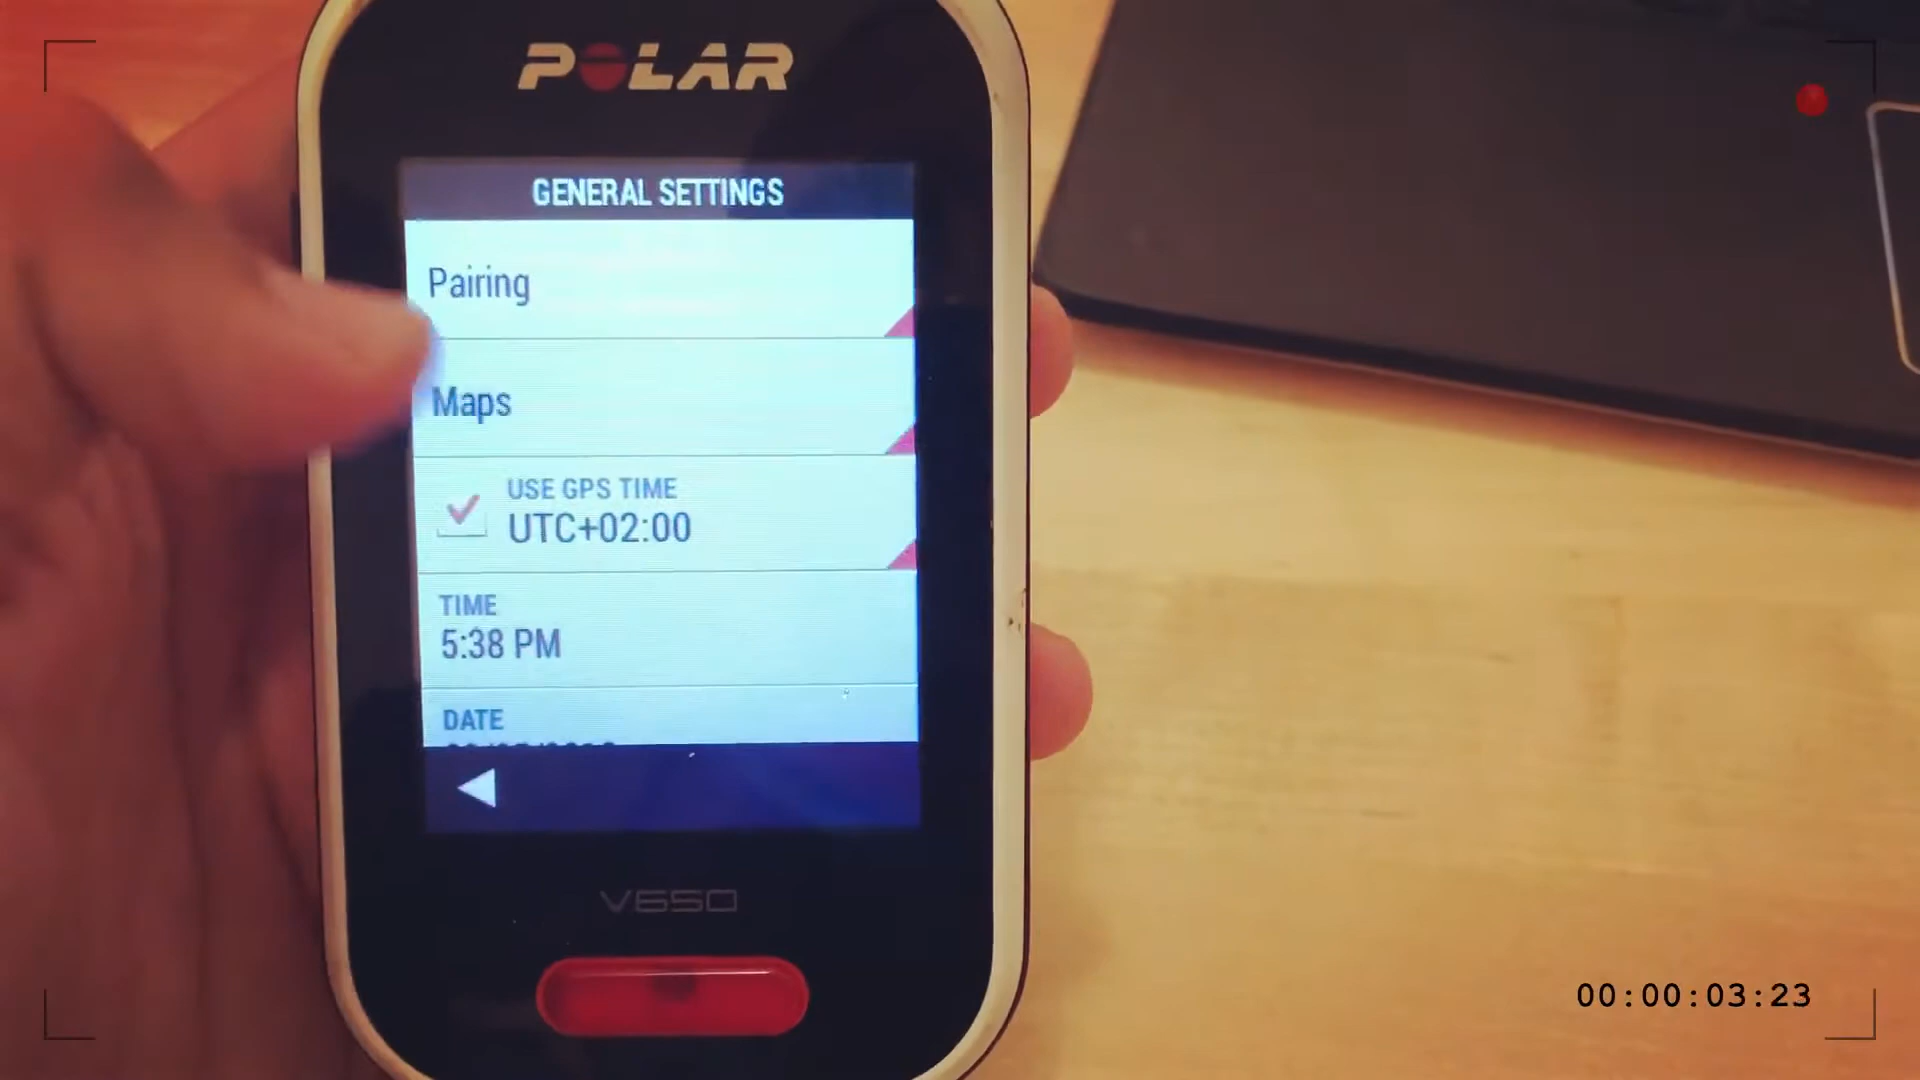 POLAR
GENERAL SETTINGS
Pairing
Maps
USE GPS TIME
UTC+02:00
TIME
5:38 PM
DATE
V650
00:00:03:23